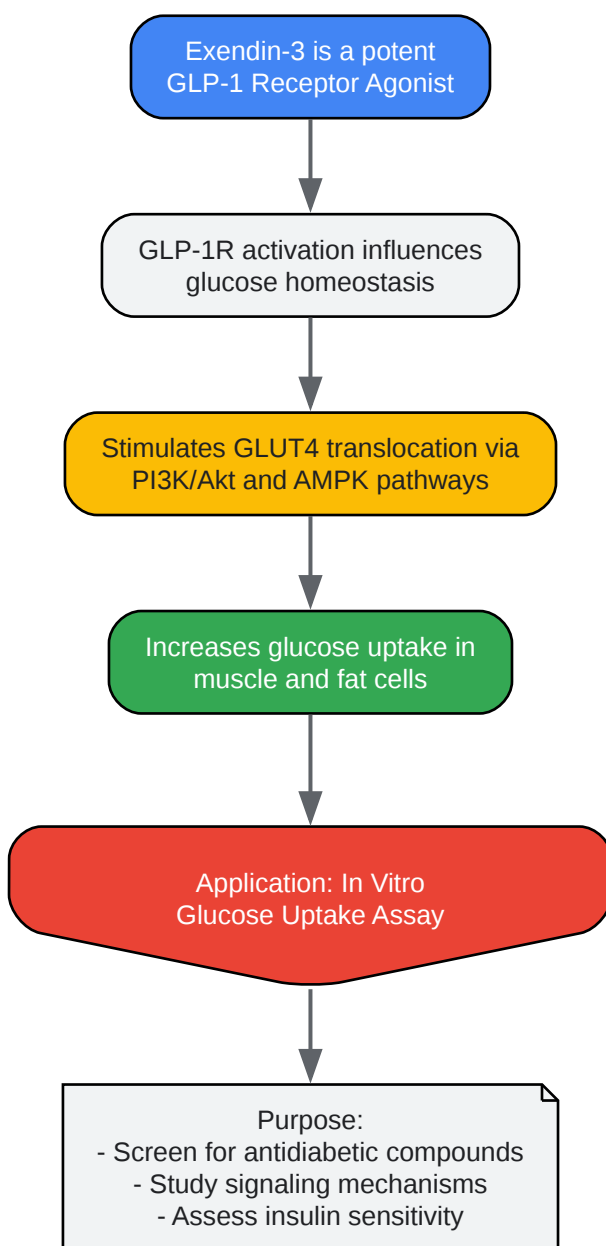 Exendin-3 is a potent
GLP-1 Receptor Agonist
GLP-1R activation influences
glucose homeostasis
Stimulates GLUT4 translocation via
PI3K/Akt and AMPK pathways
Increases glucose uptake in
muscle and fat cells
Application: In Vitro
Glucose Uptake Assay
Purpose:
- Screen for antidiabetic compounds
- Study signaling mechanisms
- Assess insulin sensitivity